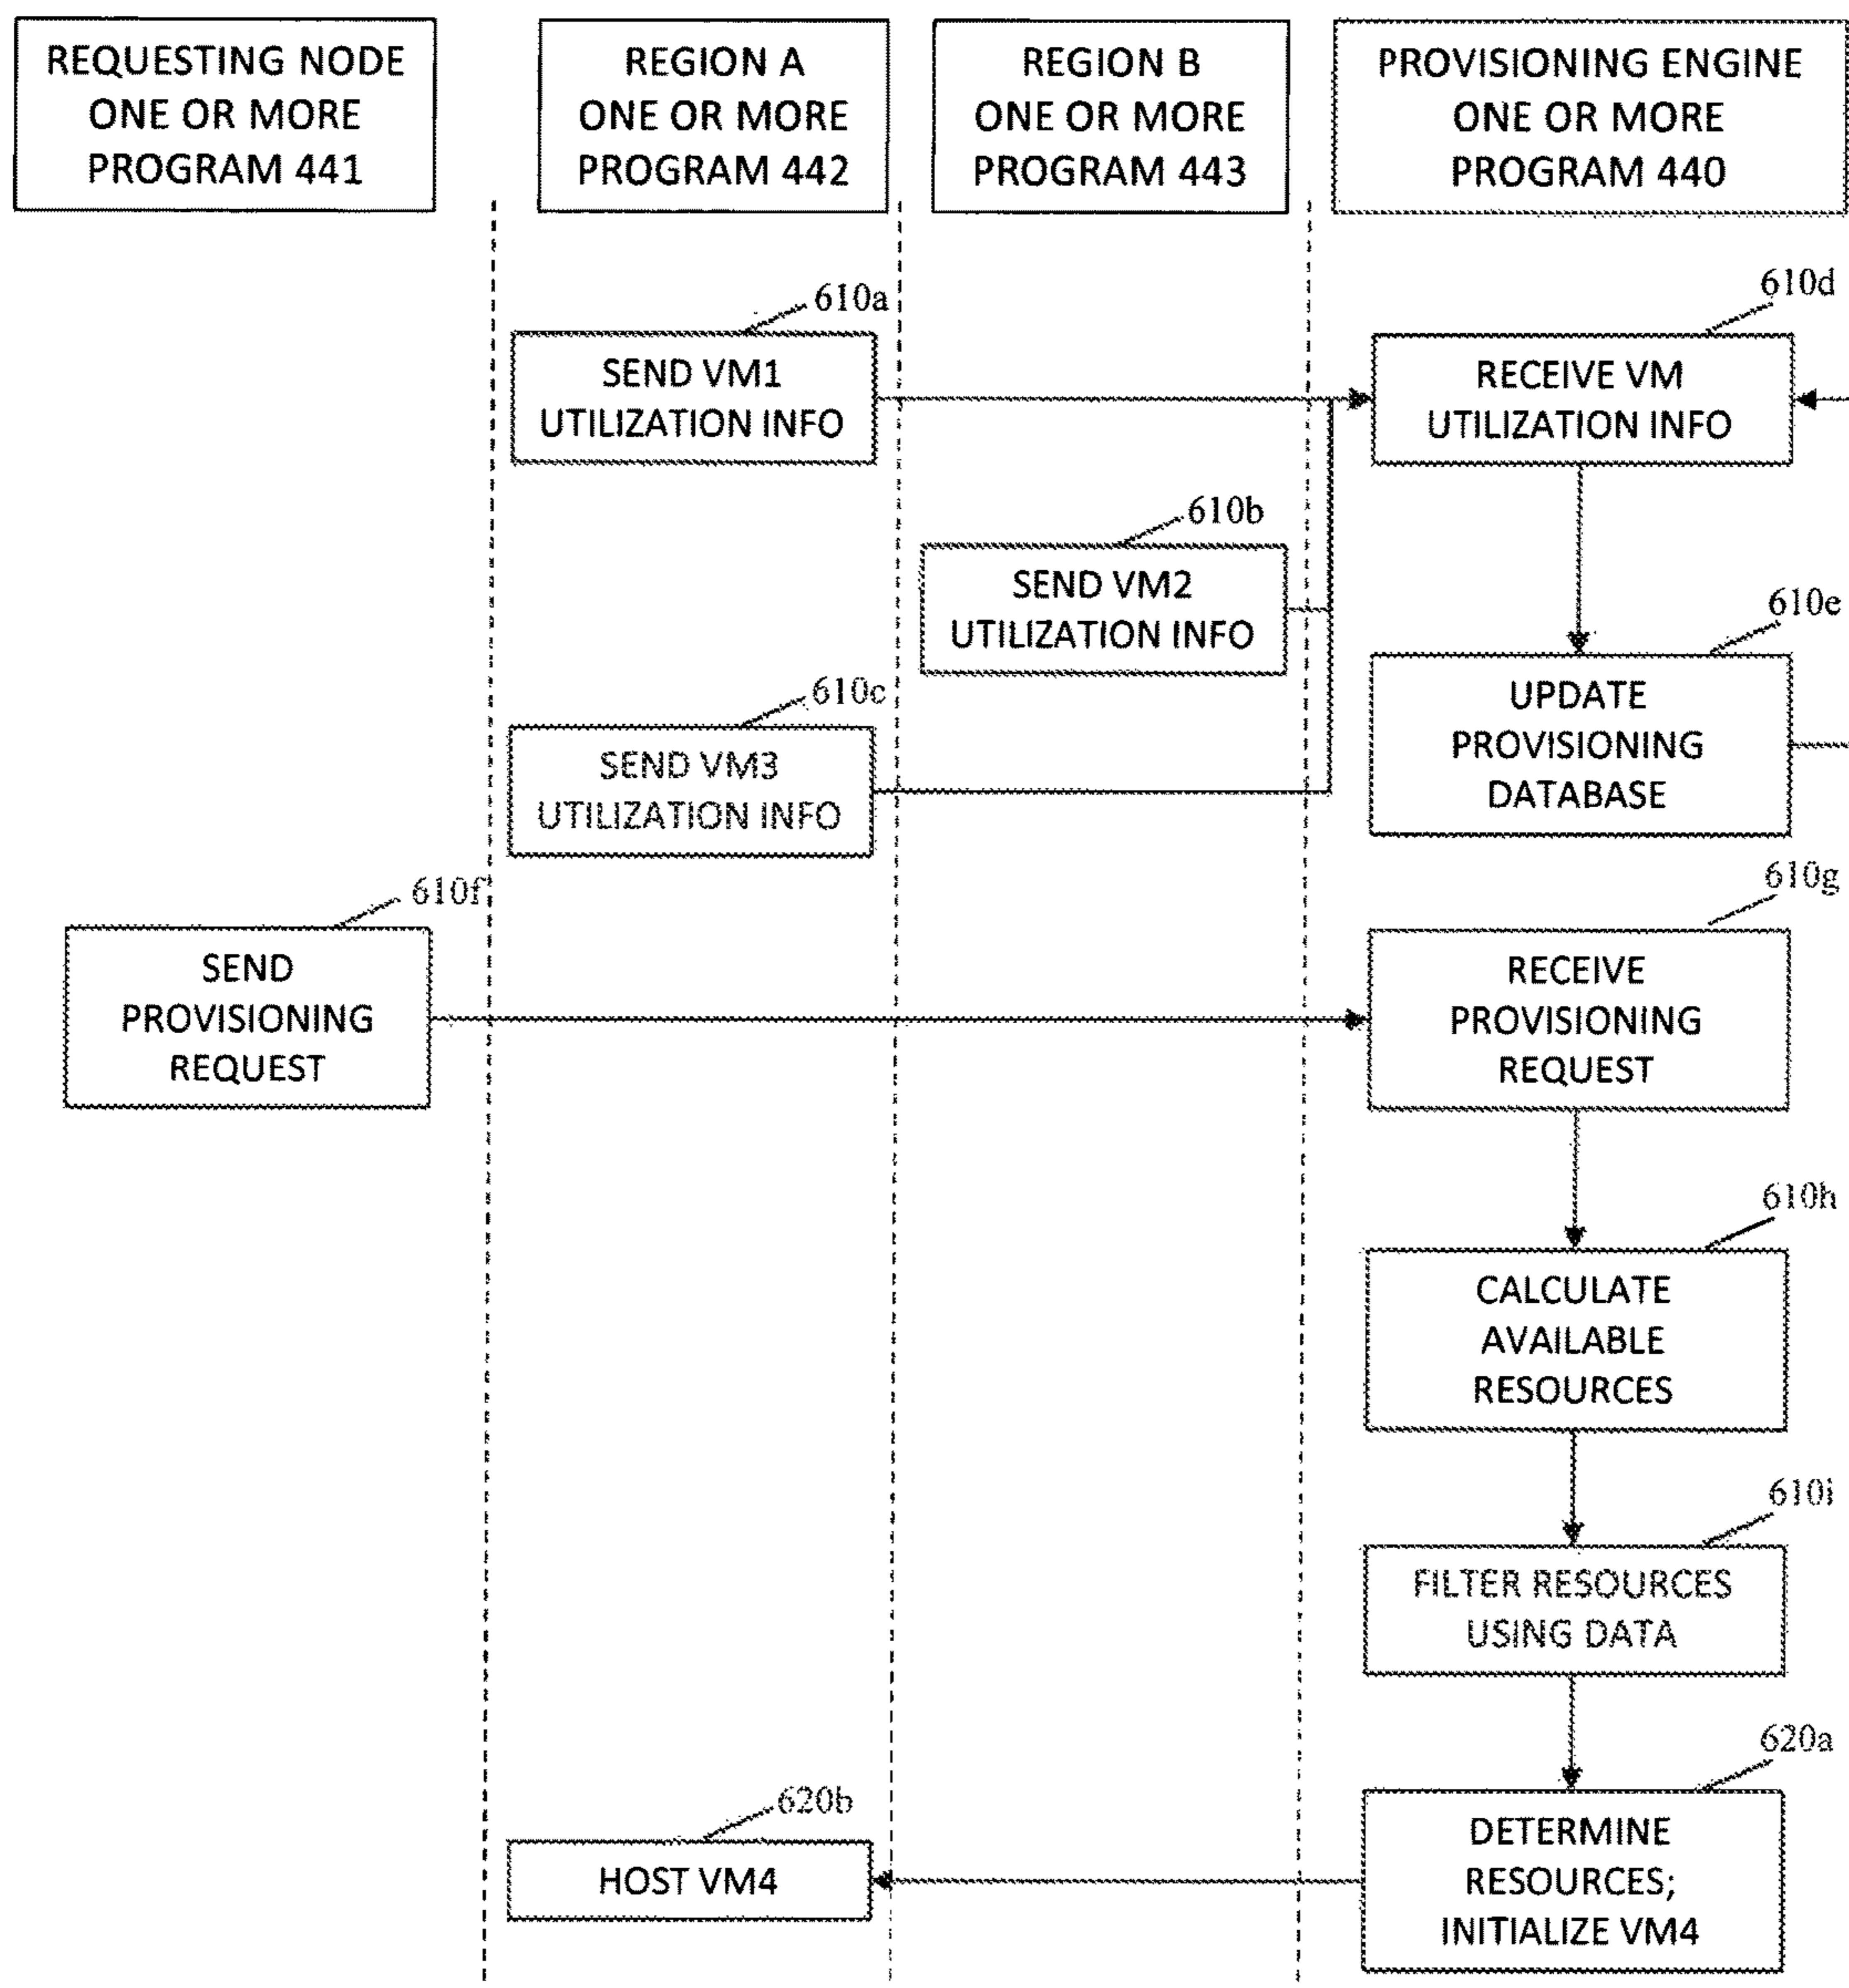 REQUESTING NODE
ONE OR MORE
PROGRAM 441
REGION A
ONE OR MORE
PROGRAM 442
REGION B
ONE OR MORE
PROGRAM 443
PROVISIONING ENGINE
ONE OR MORE
PROGRAM 440
610a
SEND VM1
UTILIZATION INFO
610d
RECEIVE VM
UTILIZATION INFO
610b
SEND VM2
UTILIZATION INFO
610e
UPDATE
PROVISIONING
DATABASE
610c
SEND VM3
UTILIZATION INFO
610f
SEND
PROVISIONING
REQUEST
610g
RECEIVE
PROVISIONING
REQUEST
610h
CALCULATE
AVAILABLE
RESOURCES
610i
FILTER RESOURCES
USING DATA
620a
DETERMINE
RESOURCES;
INITIALIZE VM4
620b
HOST VM4